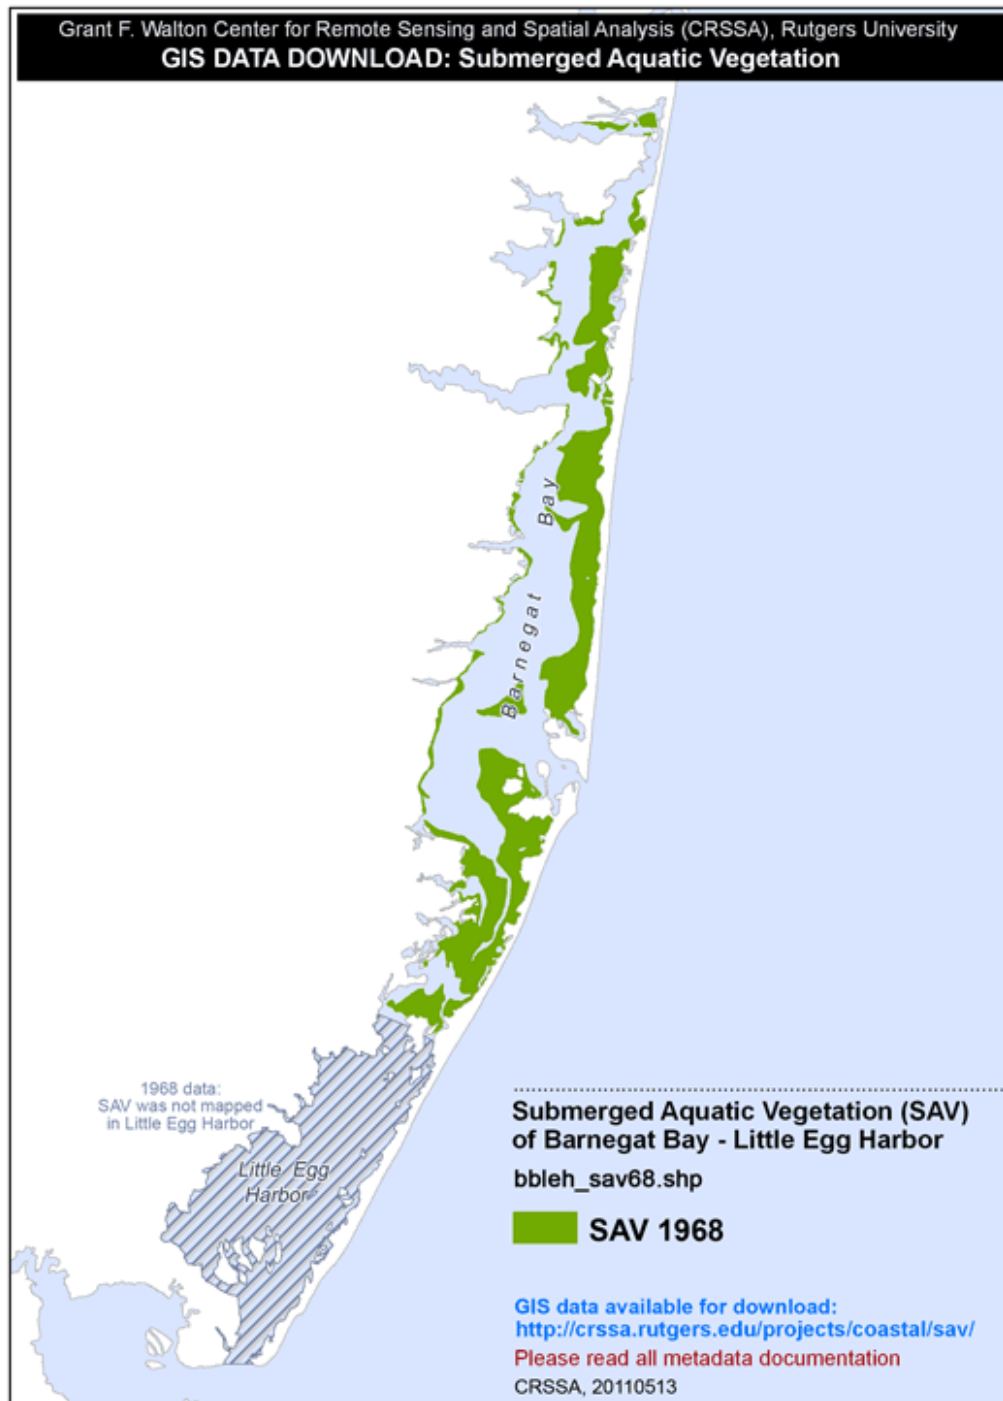 Grant F. Walton Center for Remote Sensing and Spatial Analysis (CRSSA), Rutgers University
GIS DATA DOWNLOAD: Submerged Aquatic Vegetation
Barnegat Bay
1968 data:
SAV was not mapped
in Little Egg Harbor
Little Egg
Harbor
Submerged Aquatic Vegetation (SAV)
of Barnegat Bay - Little Egg Harbor
bbleh_sav68.shp
SAV 1968
GIS data available for download:
http://crssa.rutgers.edu/projects/coastal/sav/
Please read all metadata documentation
CRSSA, 20110513